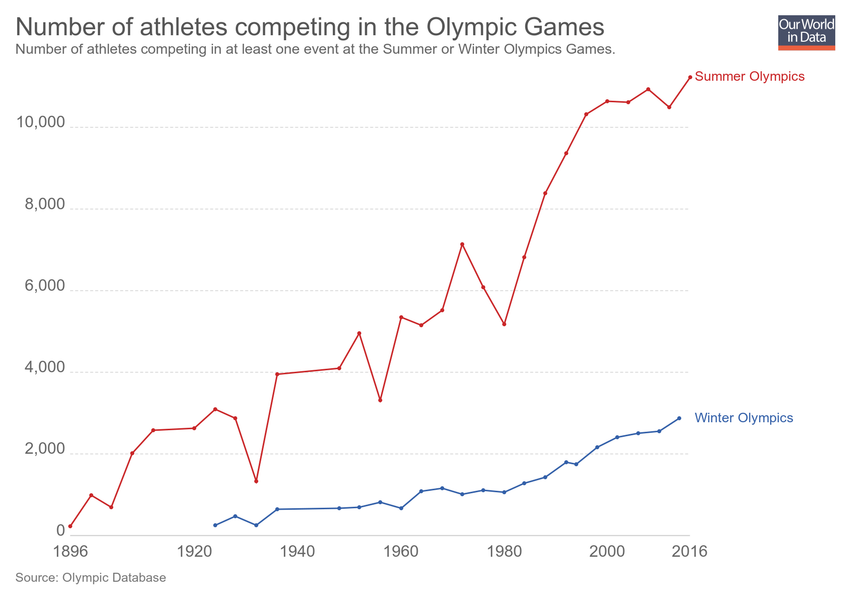 Number of athletes competing in the Olympic Games
Number of athletes competing in at least one event at the Summer or Winter Olympics Games.
Our World
in Data
Summer Olympics
10,000
8,000
6,000
4,000
Winter Olympics
2,000
0
1896 1920 1940 1960 1980 2000 2016
Source: Olympic Database